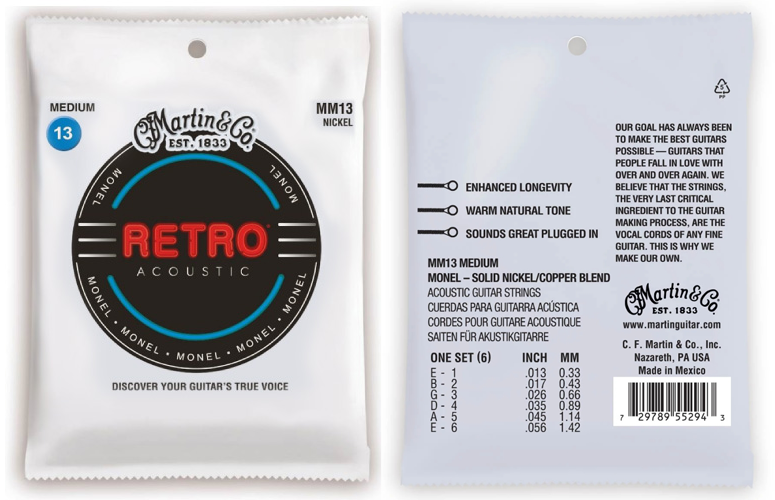 MEDIUM
13
MM13
NICKEL
Martin & Co.
EST. 1833
MONEL
MONEL
RETRO
ACOUSTIC
MONEL • MONEL • MONEL • MONEL • MONEL
DISCOVER YOUR GUITAR'S TRUE VOICE
5
PP
OUR GOAL HAS ALWAYS BEEN
TO MAKE THE BEST GUITARS
POSSIBLE — GUITARS THAT
PEOPLE FALL IN LOVE WITH
OVER AND OVER AGAIN. WE
BELIEVE THAT THE STRINGS,
THE VERY LAST CRITICAL
INGREDIENT TO THE GUITAR
MAKING PROCESS, ARE THE
VOCAL CORDS OF ANY FINE
GUITAR. THIS IS WHY WE
MAKE OUR OWN.
ENHANCED LONGEVITY
WARM NATURAL TONE
SOUNDS GREAT PLUGGED IN
MM13 MEDIUM
MONEL – SOLID NICKEL/COPPER BLEND
ACOUSTIC GUITAR STRINGS
CUERDAS PARA GUITARRA ACÚSTICA
CORDES POUR GUITARE ACOUSTIQUE
SAITEN FÜR AKUSTIKGITARRE
ONE SET (6) INCH MM
E - 1 .013 0.33
B - 2 .017 0.43
G - 3 .026 0.66
D - 4 .035 0.89
A - 5 .045 1.14
E - 6 .056 1.42
Martin & Co.
EST. 1833
www.martinguitar.com
C. F. Martin & Co., Inc.
Nazareth, PA USA
Made in Mexico
7 29789 55294 3